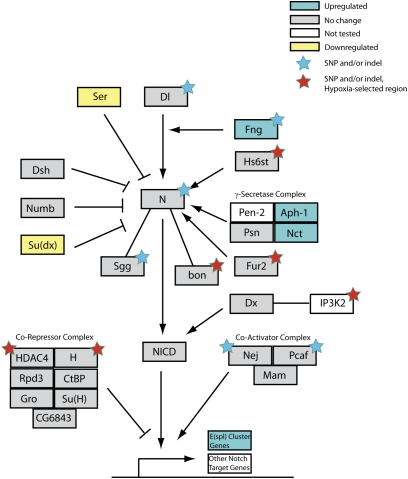 Upregulated
No change
Not tested
Downregulated
SNP and/or indel
SNP and/or indel,
Hypoxia-selected region
Ser
Dl
Fng
Hs6st
Dsh
Numb
Su(dx)
N
γ-Secretase Complex
Pen-2
Aph-1
Psn
Nct
Sgg
bon
Fur2
Dx
IP3K2
NICD
Co-Repressor Complex
HDAC4
H
Rpd3
CtBP
Gro
Su(H)
CG6843
Co-Activator Complex
Nej
Pcaf
Mam
E(spl) Cluster
Genes
Other Notch
Target Genes